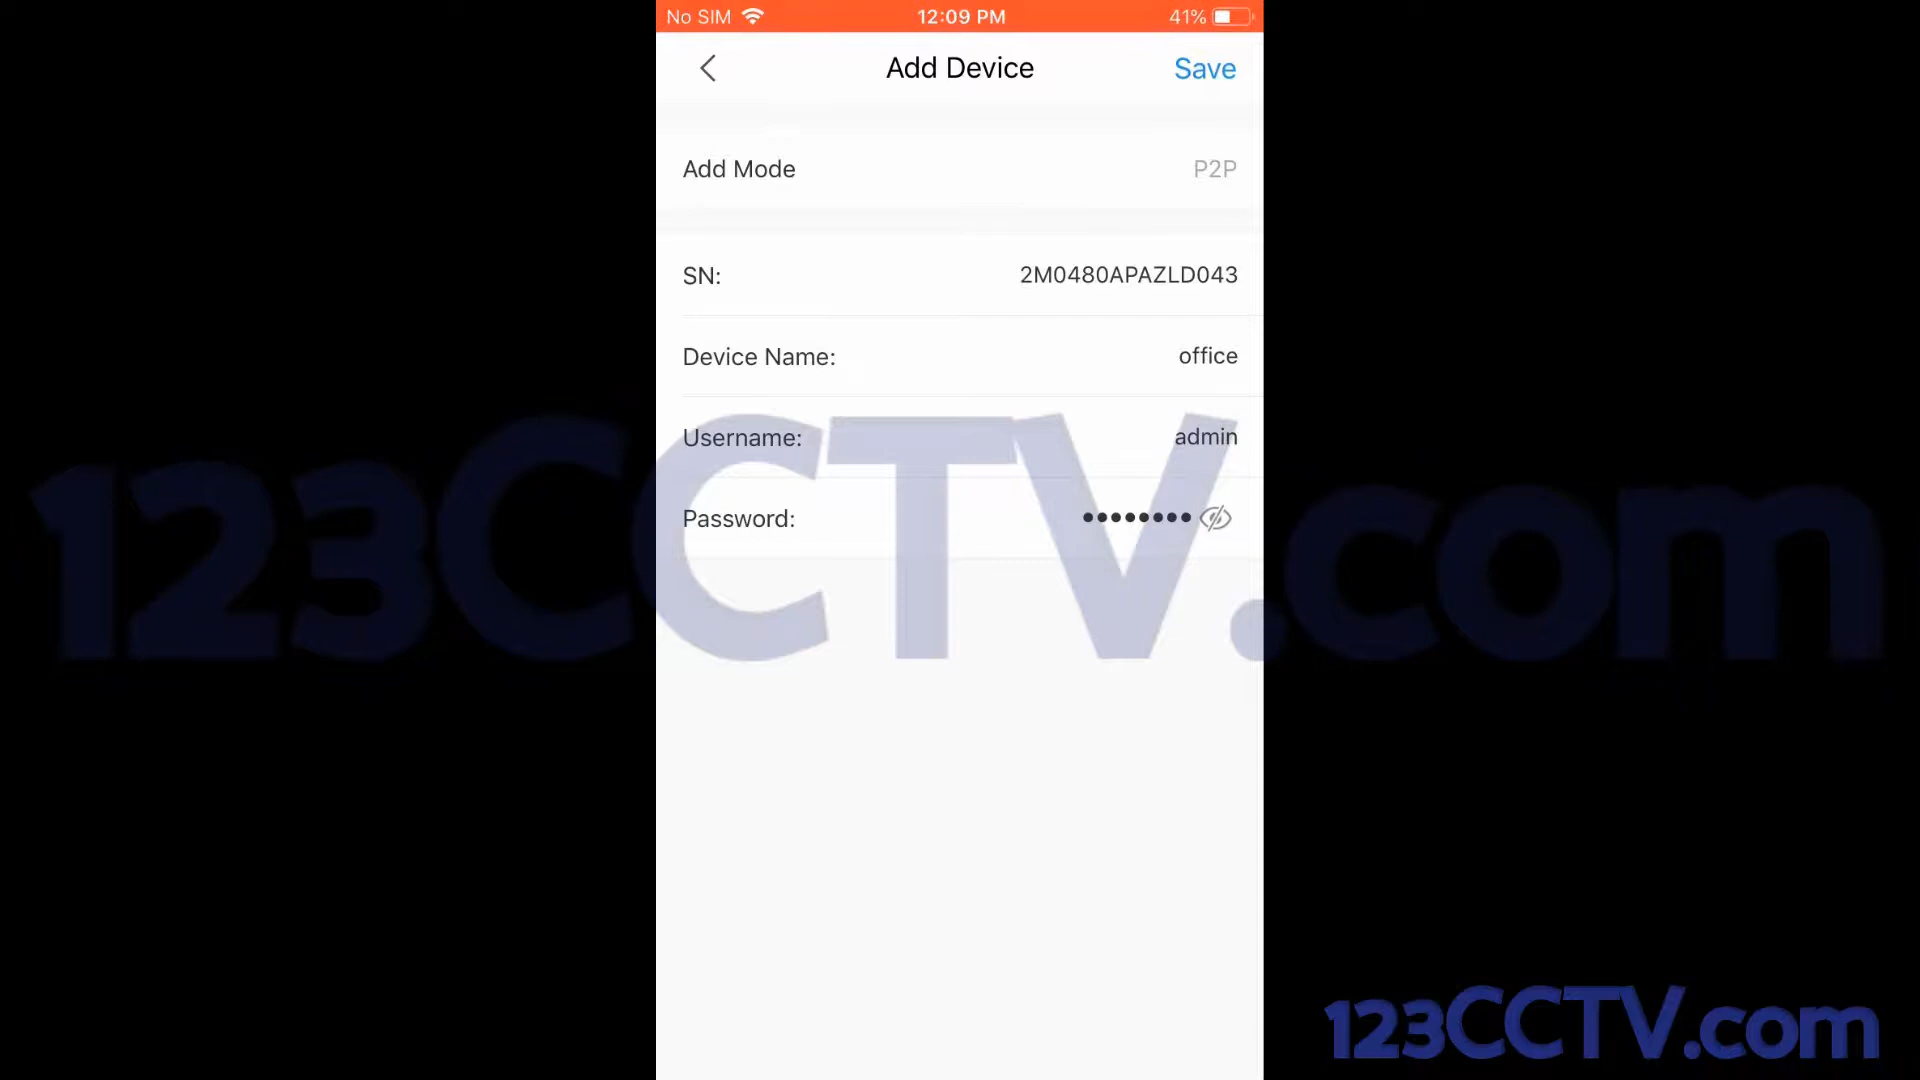 No SIM 12:09 PM 41%
Add Device Save
Add Mode P2P
SN: 2M0480APAZLD043
Device Name: office
Username: admin
Password: ••••••••
123CCTV.com
123CCTV.com